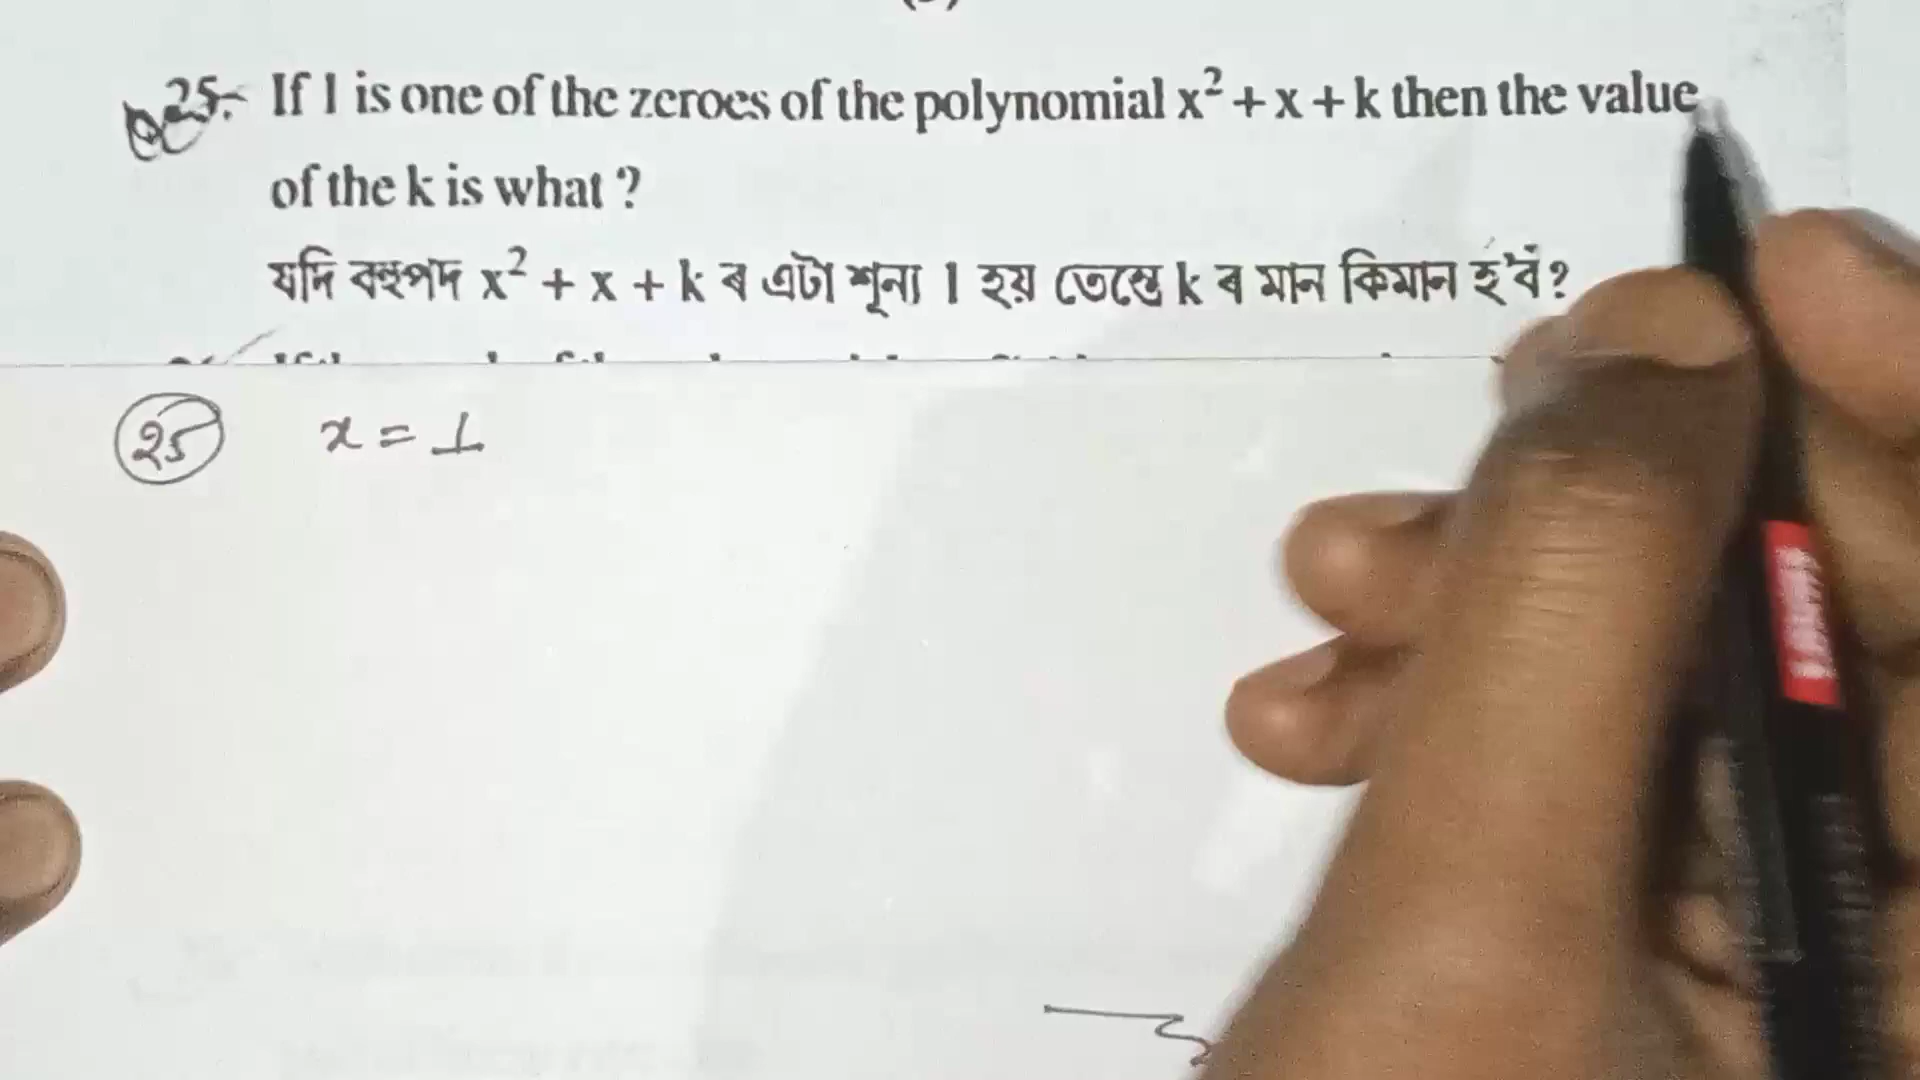 25. If 1 is one of the zeroes of the polynomial x² + x + k then the value
of the k is what ?
যদি বহুপদ x² + x + k ৰ এটা শূন্য 1 হয় তেন্তে k ৰ মান কিমান হ'ব?
25 x = 1